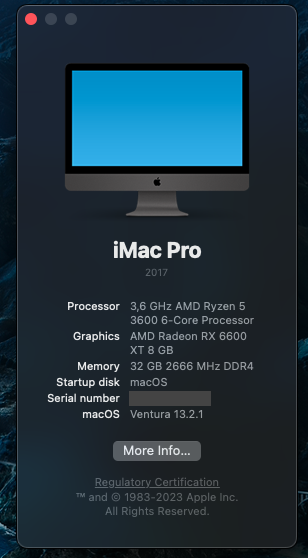 iMac Pro
2017
Processor 3,6 GHz AMD Ryzen 5
3600 6-Core Processor
Graphics AMD Radeon RX 6600
XT 8 GB
Memory 32 GB 2666 MHz DDR4
Startup disk macOS
Serial number
macOS Ventura 13.2.1
More Info...
Regulatory Certification
™ and © 1983-2023 Apple Inc.
All Rights Reserved.